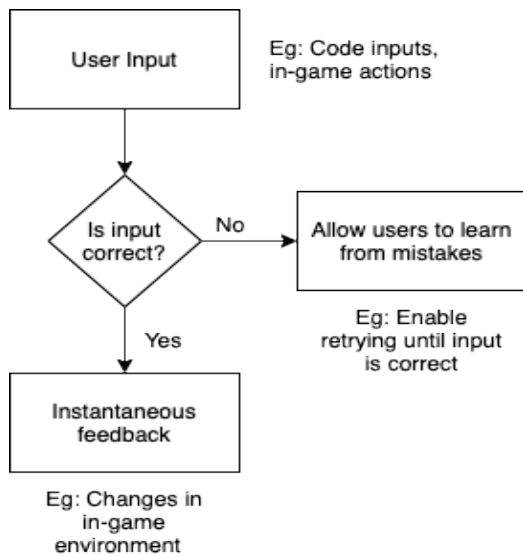 User Input
Eg: Code inputs,
in-game actions
Is input
correct?
No
Allow users to learn
from mistakes
Eg: Enable
retrying until input
is correct
Yes
Instantaneous
feedback
Eg: Changes in
in-game
environment